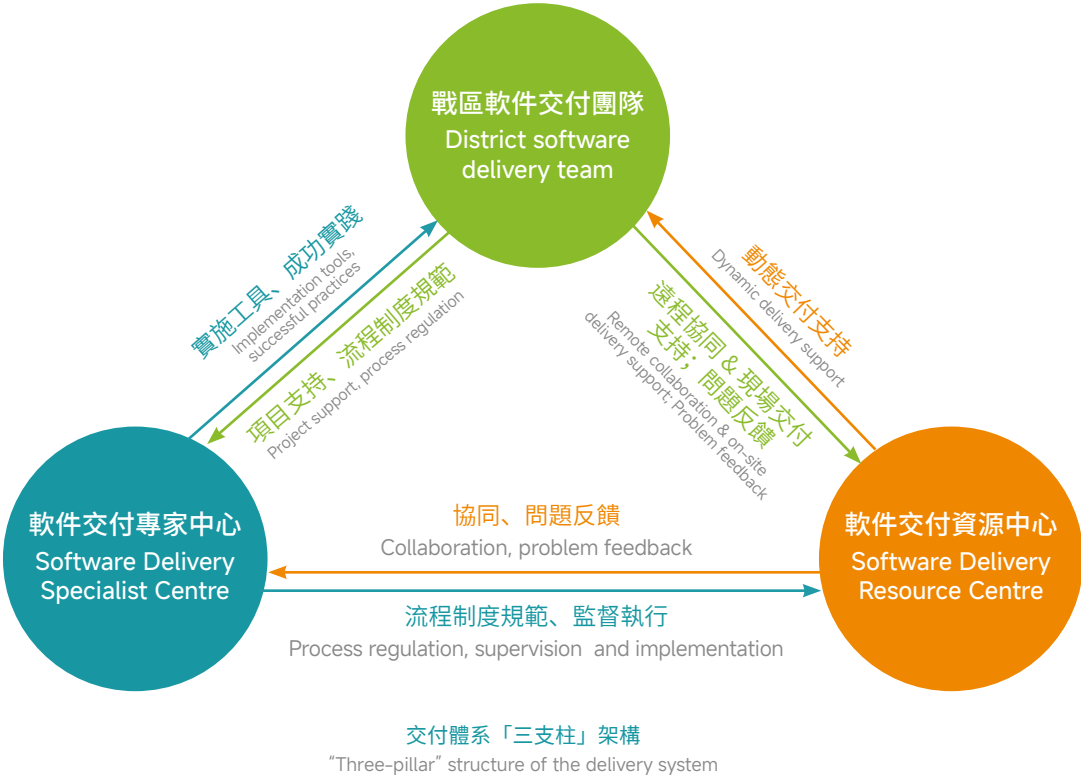 戰區軟件交付團隊
District software
delivery team
實施工具、成功實踐
Implementation tools,
successful practices
項目支持、流程制度規範
Project support, process regulation
動態交付支持
Dynamic delivery support
遠程協同 & 現場交付
支持；問題反饋
Remote collaboration & on-site
delivery support; Problem feedback
軟件交付專家中心
Software Delivery
Specialist Centre
協同、問題反饋
Collaboration, problem feedback
流程制度規範、監督執行
Process regulation, supervision and implementation
軟件交付資源中心
Software Delivery
Resource Centre
交付體系「三支柱」架構
"Three-pillar" structure of the delivery system